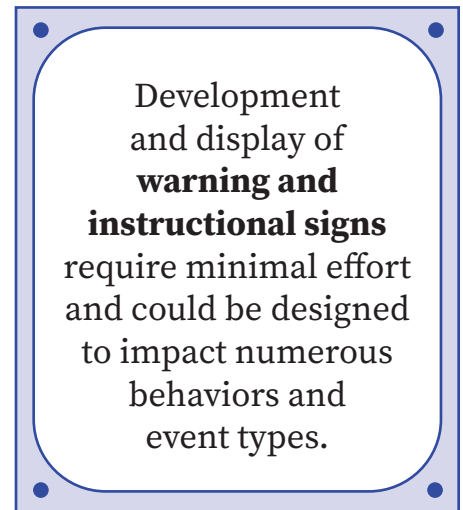 Development
and display of
warning and
instructional signs
require minimal effort
and could be designed
to impact numerous
behaviors and
event types.